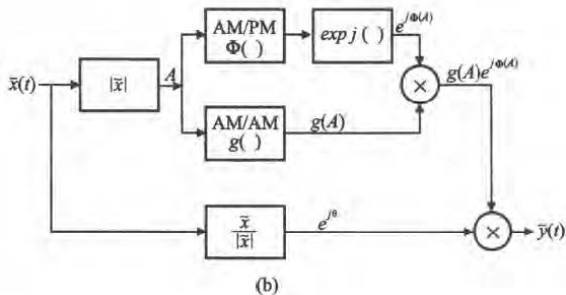 AM/PM
Φ( )
exp j ( )
e^{jΦ(A)}
x̃(t)
|x̃|
A
×
g(A)e^{jΦ(A)}
AM/AM
g( )
g(A)
x̃
|x̃|
e^{jθ}
×
ỹ(t)
(b)